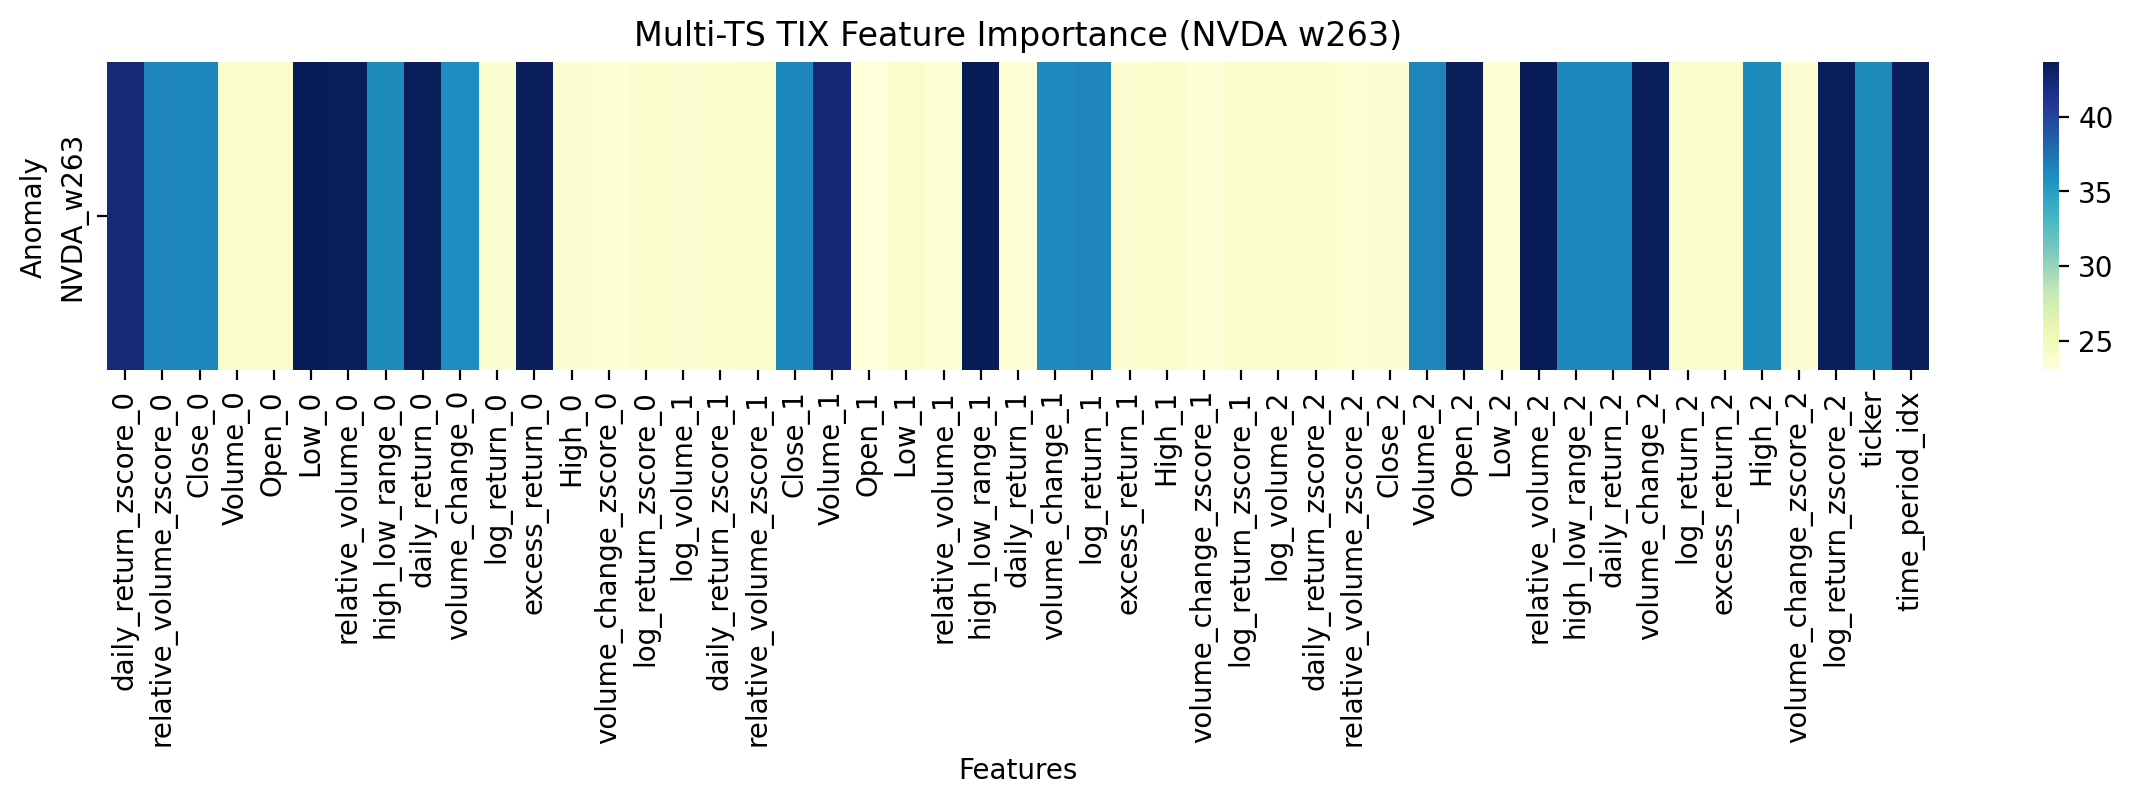 Multi-TS TIX Feature Importance (NVDA w263)
Anomaly
NVDA_w263
40
35
30
25
daily_return_zscore_0
relative_volume_zscore_0
Close_0
Volume_0
Open_0
Low_0
relative_volume_0
high_low_range_0
daily_return_0
volume_change_0
log_return_0
excess_return_0
High_0
volume_change_zscore_0
log_return_zscore_0
log_volume_1
daily_return_zscore_1
relative_volume_zscore_1
Close_1
Volume_1
Open_1
Low_1
relative_volume_1
high_low_range_1
daily_return_1
volume_change_1
log_return_1
excess_return_1
High_1
volume_change_zscore_1
log_return_zscore_1
log_volume_2
daily_return_zscore_2
relative_volume_zscore_2
Close_2
Volume_2
Open_2
Low_2
relative_volume_2
high_low_range_2
daily_return_2
volume_change_2
log_return_2
excess_return_2
High_2
volume_change_zscore_2
log_return_zscore_2
ticker
time_period_idx
Features